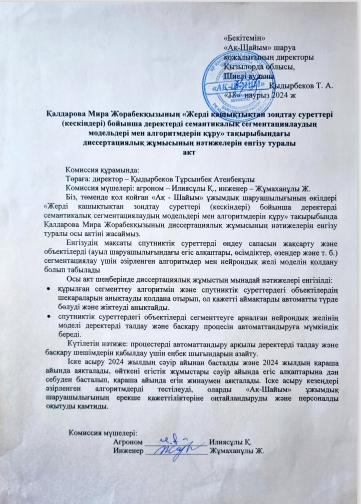 «Бекітемін»
«Ақ-Шайым» шаруа
қожалығының директоры
Қызылорда облысы,
Шиелі ауданы
Қыдырбеков Т. А.
«18» наурыз 2024 ж
Қалдарова Мира Жорабекқызының «Жерді қашықтықтан зондтау суреттері
(кескіндері) бойынша деректерді семантикалық сегментациялаудың
модельдері мен алгоритмдерін құру» тақырыбындағы
диссертациялық жұмысының нәтижелерін енгізу туралы
акт
Комиссия құрамында:
Төраға: директор – Қыдырбеков Тұрсынбек Атенбекұлы
Комиссия мүшелері: агроном – Илиясұлы Қ., инженер – Жұмаханұлы Ж.
Біз, төменде қол қойған «Ақ - Шайым» ұжымдық шаруашылығының өкілдері
«Жерді қашықтықтан зондтау суреттері (кескіндері) бойынша деректерді
семантикалық сегментациялаудың модельдері мен алгоритмдерін құру» тақырыбында
Қалдарова Мира Жорабекқызының диссертациялық жұмысының нәтижелерін енгізу
туралы осы актіні жасаймыз.
Енгізудің мақсаты спутниктік суреттерді өңдеу сапасын жақсарту және
объектілерді (ауыл шаруашылығындағы егіс алқаптары, өсімдіктер, өзендер және т. б.)
сегментациялау үшін әзірленген алгоритмдер мен нейрондық желі моделін қолдану
болып табылады
Осы акт шеңберінде диссертациялық жұмыстың мынадай нәтижелері енгізілді:
• құрылған сегменттеу алгоритмін және спутниктік суреттердегі объектілердің
шекараларын анықтауды қолдана отырып, ол қажетті аймақтарды автоматты түрде
бөлуді және жіктеуді анықтайды.
• спутниктік суреттердегі объектілерді сегменттеуге арналған нейрондық желінің
моделі деректерді талдау және басқару процесін автоматтандыруға мүмкіндік
береді.
Күтілетін нәтиже: процестерді автоматтандыру арқылы деректерді талдау және
басқару шешімдерін қабылдау үшін еңбек шығындарын азайту.
Іске асыру 2024 жылдың сәуір айынан басталды және 2024 жылдың қараша
айында аяқталады, өйткені егістік жұмыстары сәуір айында егіс алқаптарына дән
себуден басталып, қараша айында егін жинаумен аяқталады. Іске асыру кезеңдері
әзірленген алгоритмдерді тестілеуді, оларды «Ақ-Шайым» ұжымдық
шаруашылығының ерекше қажеттіліктеріне оңтайландыруды және персоналды
оқытуды қамтиды.
Комиссия мүшелері:
Агроном Илиясұлы Қ.
Инженер Жұмаханұлы Ж.